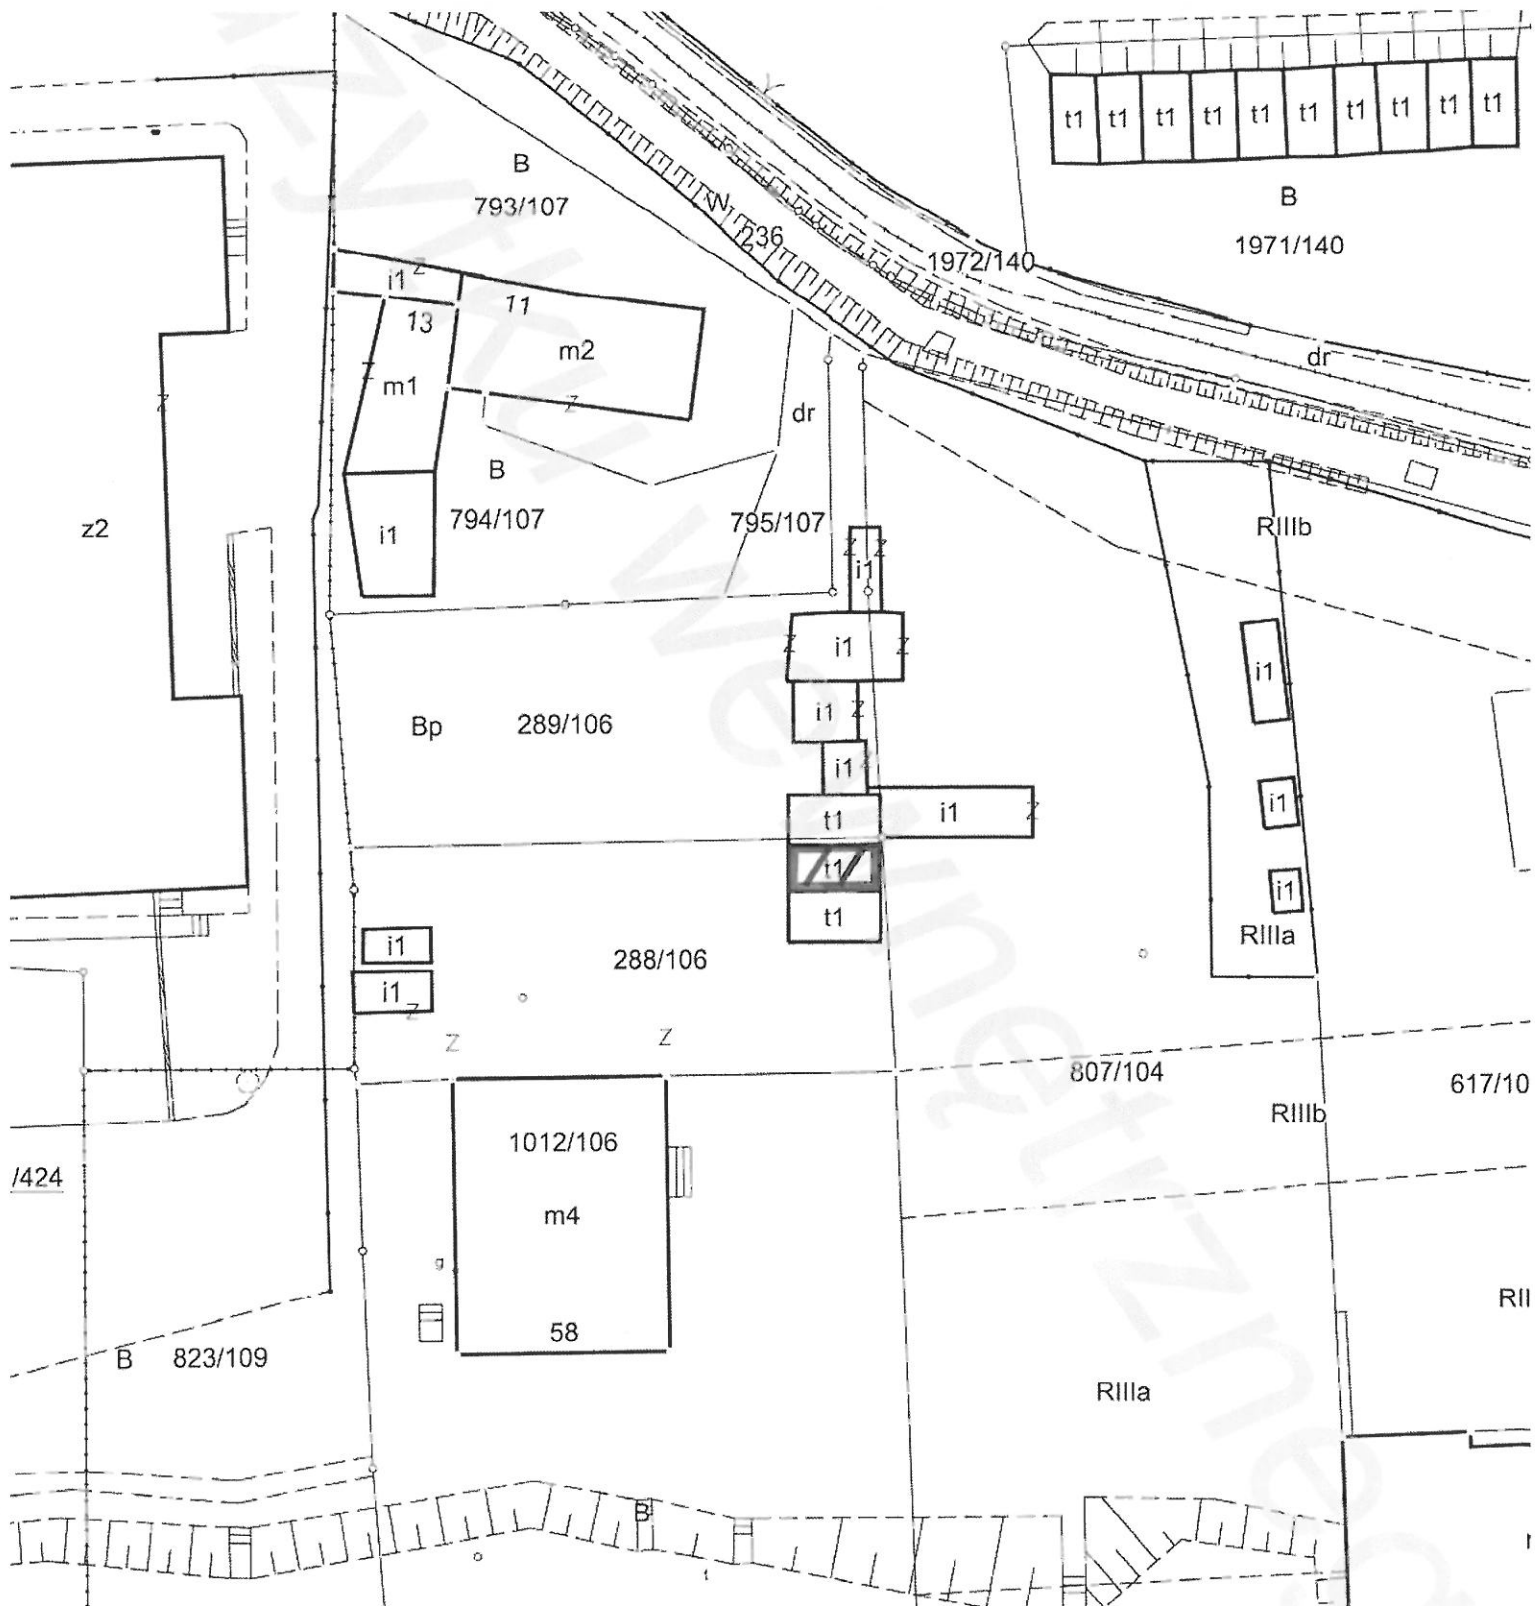 t1 t1 t1 t1 t1 t1 t1 t1 t1 t1
B
793/107
B
1971/140
W
236
1972/140
i1 Z
13
11
m2
dr
Z
m1
Z
Z
dr
B
794/107
795/107
z2
i1
RIIIb
Z Z
i1
Z i1 Z
i1
Bp
289/106
i1 Z
i1 Z
t1
i1 Z
i1
t1
t1
i1
i1
288/106
RIIIa
i1
Z
Z
Z
807/104
617/10
RIIIb
1012/106
/424
m4
g
58
RII
B
823/109
RIIIa
B
użytku wewnętrzneg